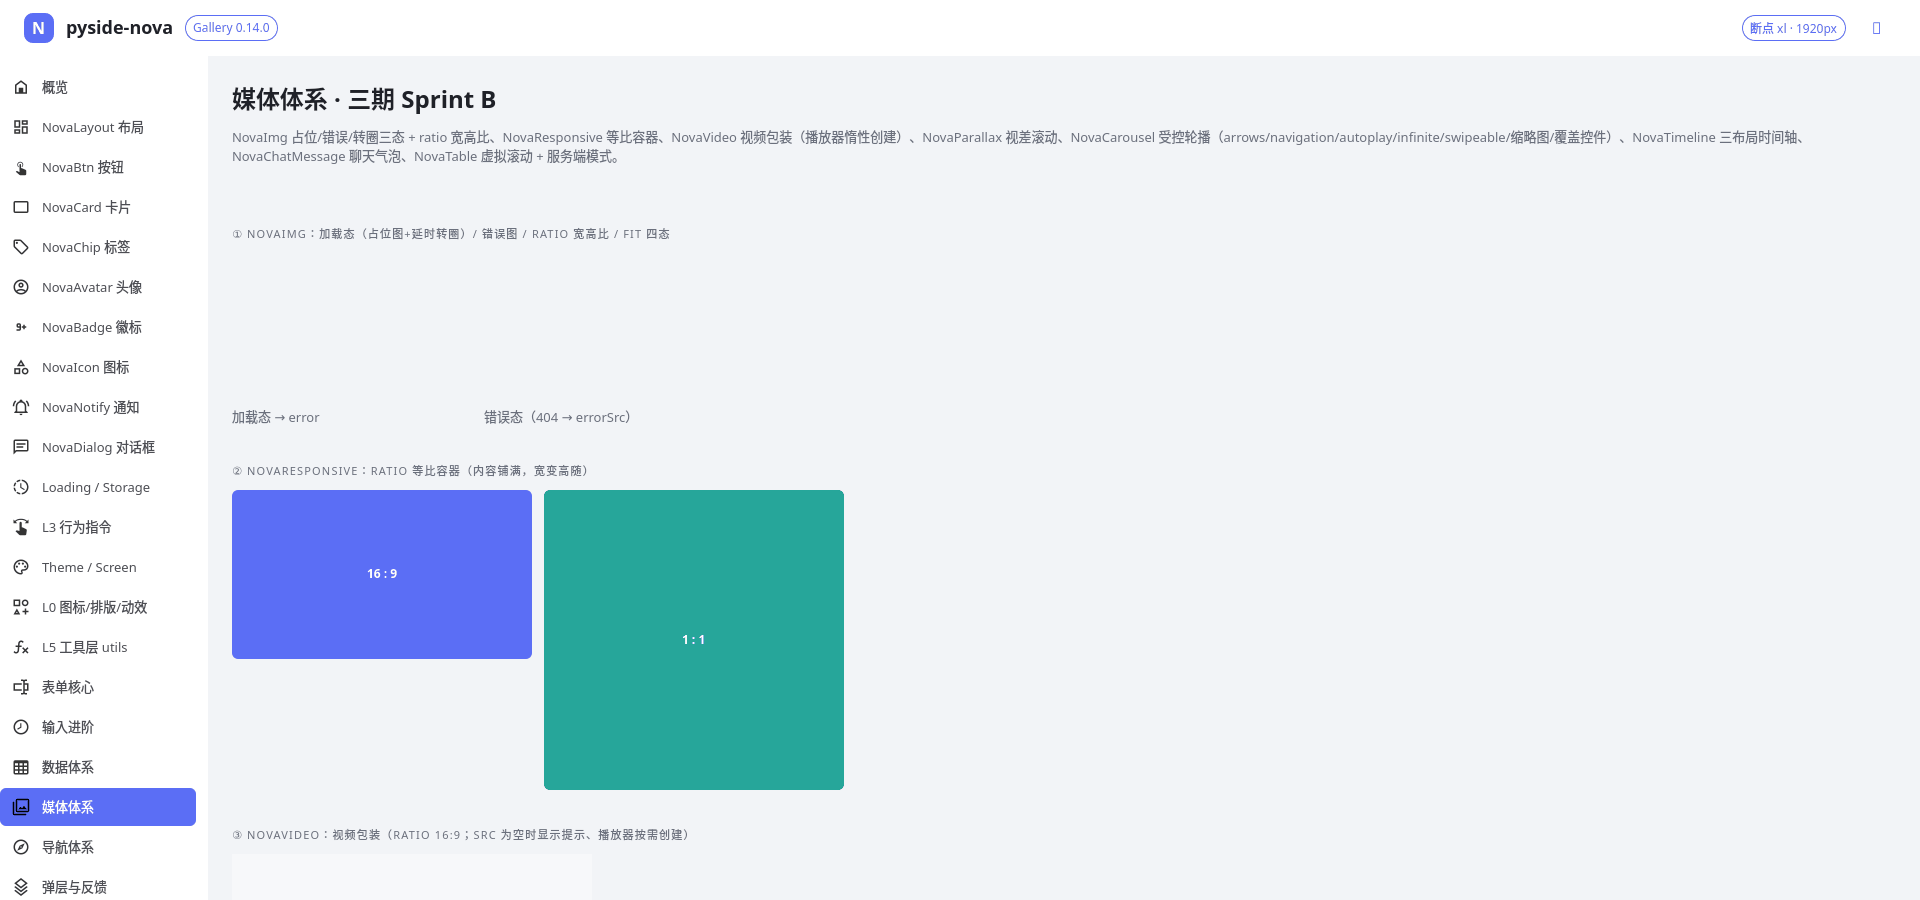 N pyside-nova Gallery 0.14.0 断点 xl · 1920px
概览
NovaLayout 布局
NovaBtn 按钮
NovaCard 卡片
NovaChip 标签
NovaAvatar 头像
9+ NovaBadge 徽标
NovaIcon 图标
NovaNotify 通知
NovaDialog 对话框
Loading / Storage
L3 行为指令
Theme / Screen
L0 图标/排版/动效
L5 工具层 utils
表单核心
输入进阶
数据体系
媒体体系
导航体系
弹层与反馈
媒体体系 · 三期 Sprint B
NovaImg 占位/错误/转圈三态 + ratio 宽高比、NovaResponsive 等比容器、NovaVideo 视频包装（播放器惰性创建）、NovaParallax 视差滚动、NovaCarousel 受控轮播（arrows/navigation/autoplay/infinite/swipeable/缩略图/覆盖控件）、NovaTimeline 三布局时间轴、
NovaChatMessage 聊天气泡、NovaTable 虚拟滚动 + 服务端模式。
① NOVAIMG：加载态（占位图+延时转圈）/ 错误图 / RATIO 宽高比 / FIT 四态
加载态 → error
错误态（404 → errorSrc）
② NOVARESPONSIVE：RATIO 等比容器（内容铺满，宽变高随）
16 : 9
1 : 1
③ NOVAVIDEO：视频包装（RATIO 16:9；SRC 为空时显示提示、播放器按需创建）